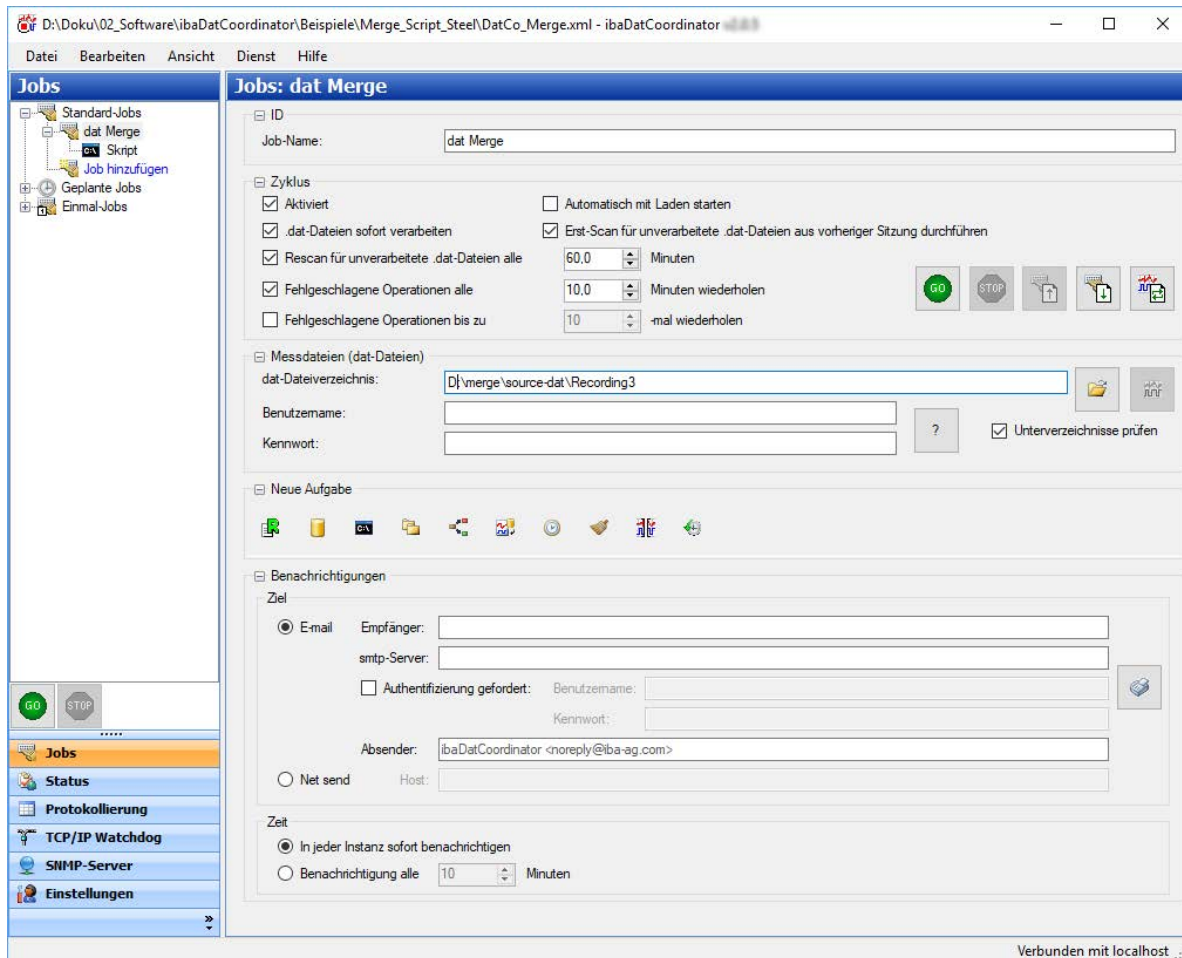 D:\Doku\02_Software\ibaDatCoordinator\Beispiele\Merge_Script_Steel\DatCo_Merge.xml - ibaDatCoordinator
Datei Bearbeiten Ansicht Dienst Hilfe
Jobs
Standard-Jobs
dat Merge
C:\ Skript
Job hinzufügen
Geplante Jobs
1 Einmal-Jobs
GO STOP
Jobs
Status
Protokollierung
TCP/IP Watchdog
SNMP-Server
Einstellungen
Jobs: dat Merge
ID
Job-Name: dat Merge
Zyklus
Aktiviert Automatisch mit Laden starten
.dat-Dateien sofort verarbeiten Erst-Scan für unverarbeitete .dat-Dateien aus vorheriger Sitzung durchführen
Rescan für unverarbeitete .dat-Dateien alle 60,0 Minuten
Fehlgeschlagene Operationen alle 10,0 Minuten wiederholen
GO STOP
Fehlgeschlagene Operationen bis zu 10 -mal wiederholen
Messdateien (dat-Dateien)
dat-Dateiverzeichnis: D:\merge\source-dat\Recording3
Benutzername:
? Unterverzeichnisse prüfen
Kennwort:
Neue Aufgabe
C:\
Benachrichtigungen
Ziel
E-mail Empfänger:
smtp-Server:
Authentifizierung gefordert: Benutzername:
Kennwort:
Absender: ibaDatCoordinator <noreply@iba-ag.com>
Net send Host:
Zeit
In jeder Instanz sofort benachrichtigen
Benachrichtigung alle 10 Minuten
Verbunden mit localhost